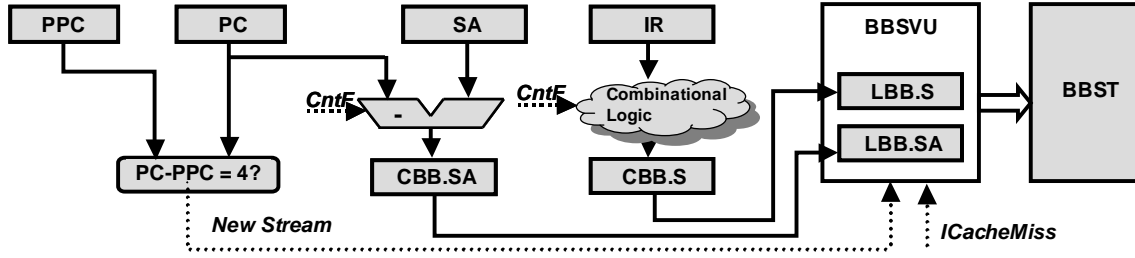 PPC
PC
SA
IR
BBSVU
BBST
CntF
-
CntF
Combinational
Logic
LBB.S
LBB.SA
PC-PPC = 4?
CBB.SA
CBB.S
New Stream
ICacheMiss